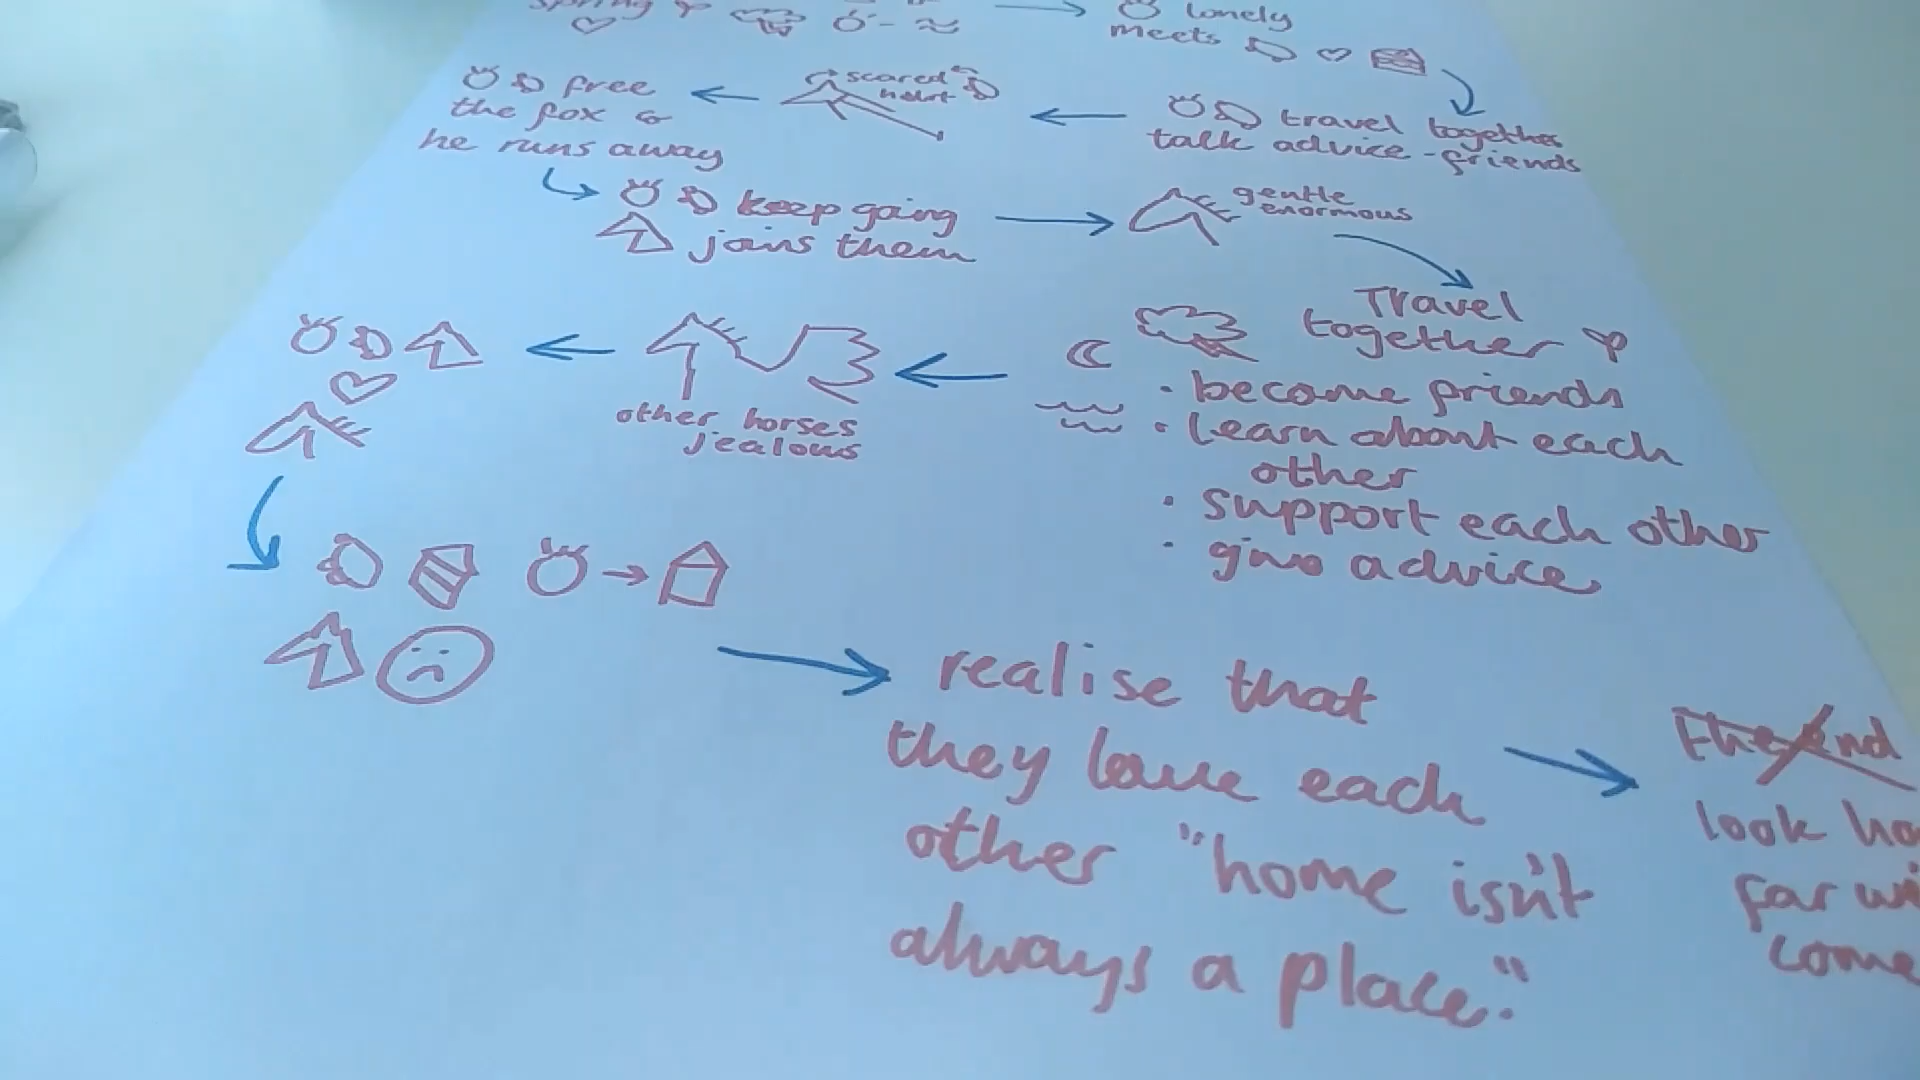 spring
lonely
meets
travel together
talk advice - friends
scared
hurt
free
the fox &
he runs away
keep going
joins them
gentle
enormous
Travel
together
• become friends
• learn about each
other
• support each other
• give advice
other horses
jealous
realise that
they love each
other "home isn't
always a place."
The End
look
far
come